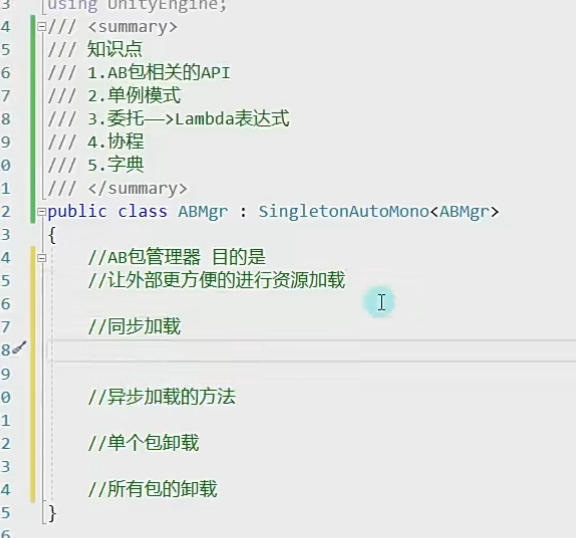 3 using UnityEngine;
4 /// <summary>
5 /// 知识点
6 /// 1.AB包相关的API
7 /// 2.单例模式
8 /// 3.委托——>Lambda表达式
9 /// 4.协程
0 /// 5.字典
1 /// </summary>
2 public class ABMgr : SingletonAutoMono<ABMgr>
3 {
4 //AB包管理器 目的是
5 //让外部更方便的进行资源加载
6
7 //同步加载
8
9
0 //异步加载的方法
1
2 //单个包卸载
3
4 //所有包的卸载
5 }
6